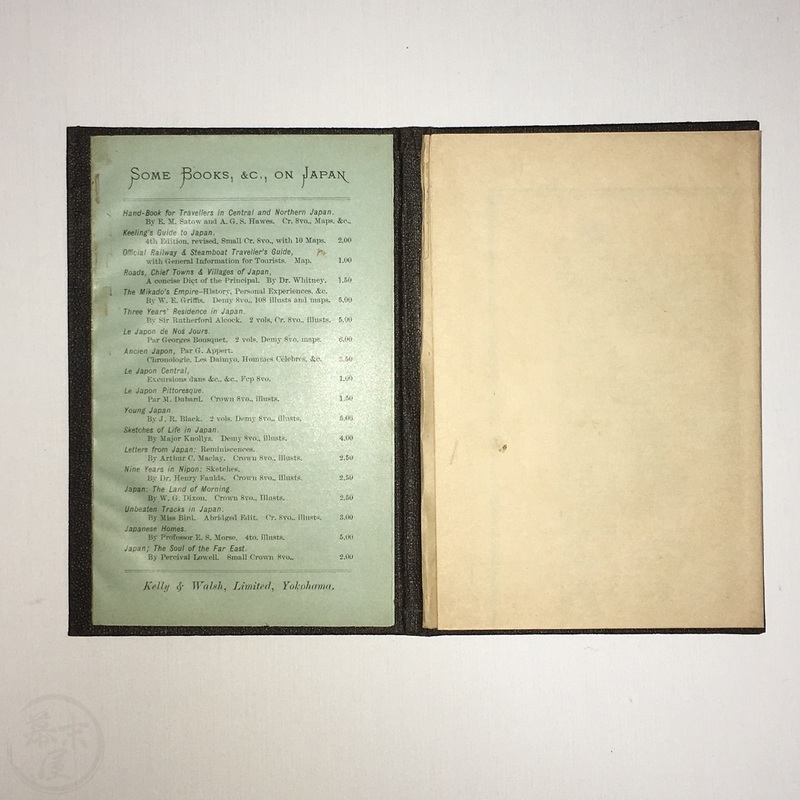 SOME BOOKS, &C., ON JAPAN
Hand-Book for Travellers in Central and Northern Japan.
By E. M. Satow and A. G. S. Hawes. Cr. 8vo., Maps. &c.,
Keeling's Guide to Japan.
4th Edition, revised, Small Cr. 8vo., with 10 Maps. 2.00
Official Railway & Steamboat Traveller's Guide,
with General Information for Tourists. Map. 1.00
Roads, Chief Towns & Villages of Japan,
A concise Dict of the Principal. By Dr. Whitney. 1.50
The Mikado's Empire—History, Personal Experiences, &c.
By W. E. Griffis. Demy 8vo., 108 illusts and maps. 5.00
Three Years' Residence in Japan.
By Sir Rutherford Alcock. 2 vols, Cr. 8vo., illusts. 5.00
Le Japon de Nos Jours.
Par Georges Bousquet. 2 vols. Demy 8vo. maps. 6.00
Ancien Japon, Par G. Appert.
Chronologie, Les Daimyo, Hommes Célèbres, &c. 2.50
Le Japon Central,
Excursions dans &c., &c., Fcp 8vo. 1.00
Le Japon Pittoresque.
Par M. Dubard. Crown 8vo., illusts. 1.50
Young Japan.
By J. R. Black. 2 vols. Demy 8vo., illusts. 5.00
Sketches of Life in Japan.
By Major Knollys. Demy 8vo., illusts. 4.00
Letters from Japan: Reminiscences.
By Arthur C. Maclay. Crown 8vo., illusts. 2.50
Nine Years in Nipon: Sketches.
By Dr. Henry Faulds. Crown 8vo., illusts. 2.50
Japan: The Land of Morning.
By W. G. Dixon. Crown 8vo., Illusts. 2.50
Unbeaten Tracks in Japan.
By Miss Bird. Abridged Edit. Cr. 8vo., illusts. 3.00
Japanese Homes.
By Professor E. S. Morse. 4to. illusts. 5.00
Japan; The Soul of the Far East.
By Percival Lowell. Small Crown 8vo., 2.00
Kelly & Walsh, Limited, Yokohama.
幕末屋